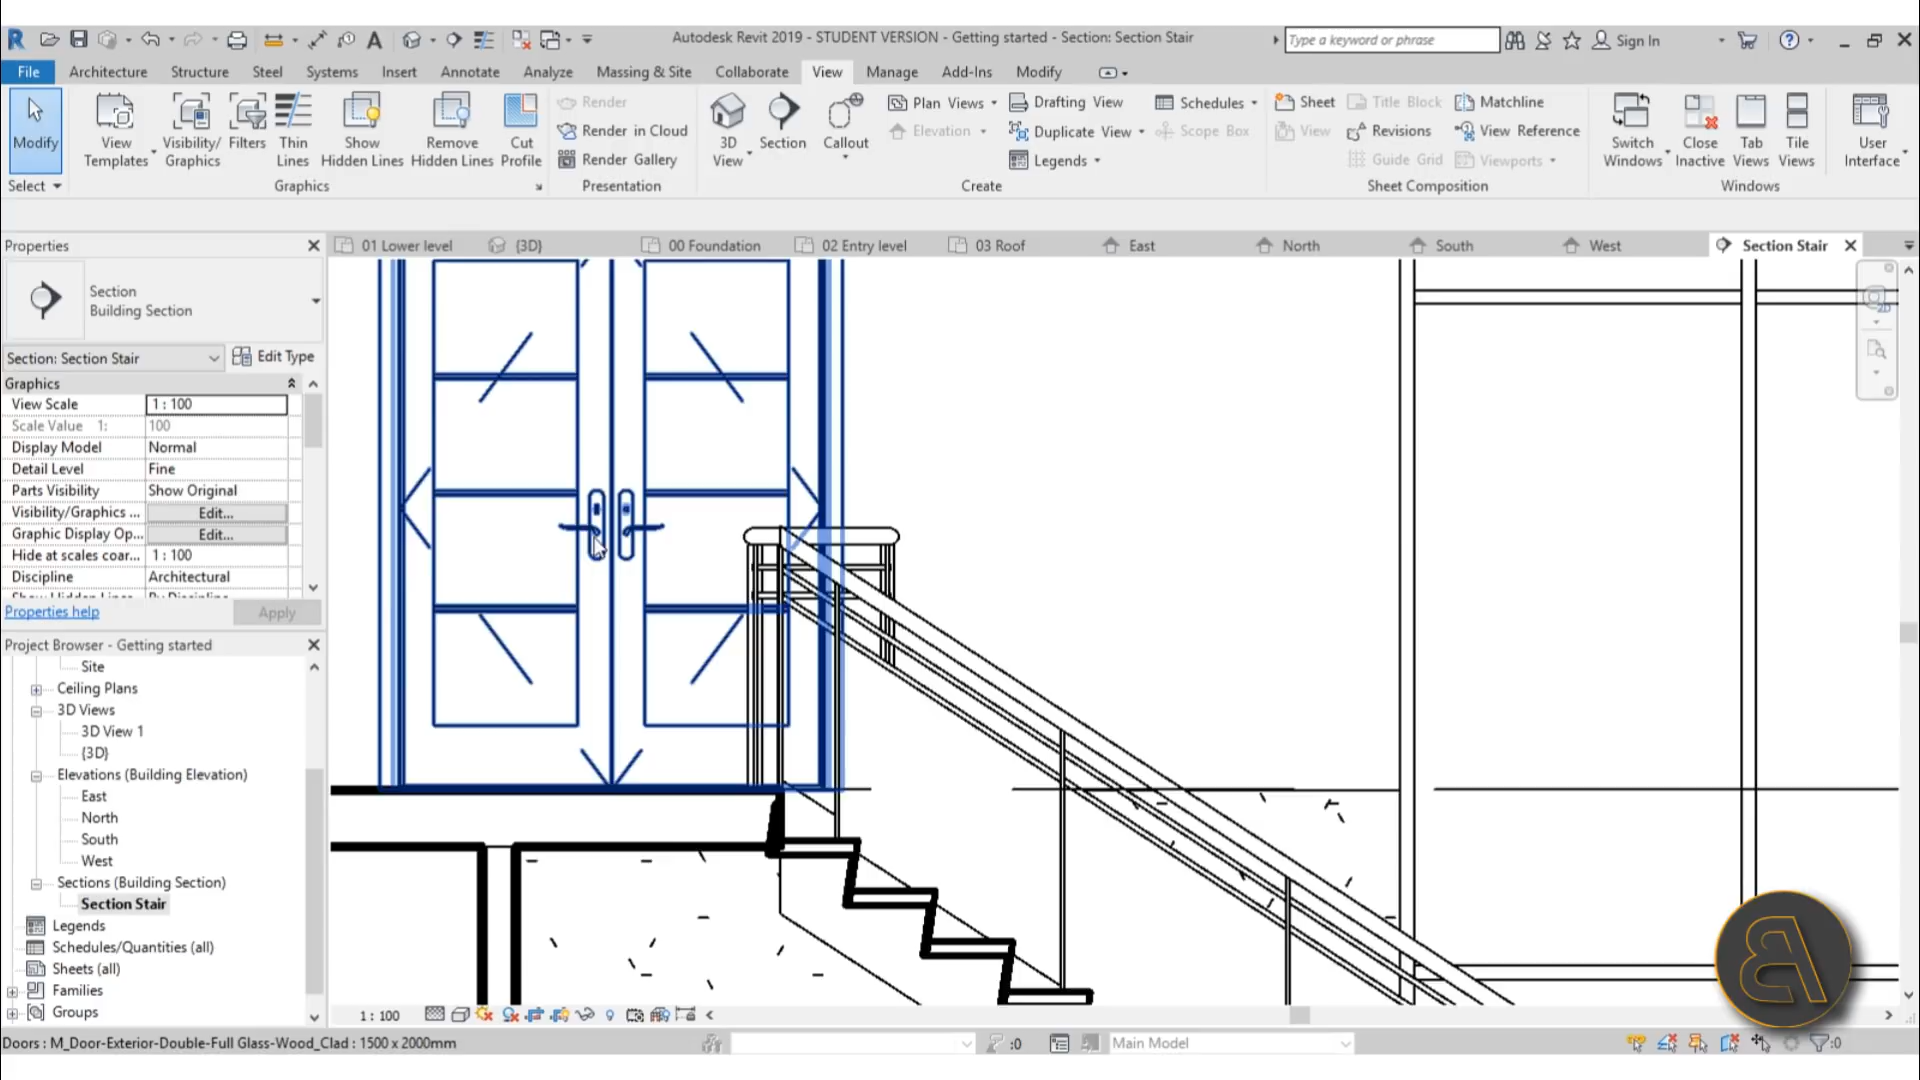 Autodesk Revit 2019 - STUDENT VERSION - Getting started - Section: Section Stair
Type a keyword or phrase
Sign In
File Architecture Structure Steel Systems Insert Annotate Analyze Massing & Site Collaborate View Manage Add-Ins Modify
Modify
View Templates
Visibility/ Graphics
Filters
Thin Lines
Show Hidden Lines
Remove Hidden Lines
Cut Profile
Render
Render in Cloud
Render Gallery
3D View
Section
Callout
Plan Views
Elevation
Drafting View
Duplicate View
Legends
Schedules
Scope Box
Sheet
View
Title Block
Revisions
Guide Grid
Matchline
View Reference
Viewports
Switch Windows
Close Inactive
Tab Views
Tile Views
User Interface
Select Graphics Presentation Create Sheet Composition Windows
Properties
01 Lower level {3D} 00 Foundation 02 Entry level 03 Roof East North South West Section Stair
Section
Building Section
Section: Section Stair Edit Type
Graphics
View Scale 1 : 100
Scale Value 1: 100
Display Model Normal
Detail Level Fine
Parts Visibility Show Original
Visibility/Graphics ... Edit...
Graphic Display Op... Edit...
Hide at scales coar... 1 : 100
Discipline Architectural
Properties help Apply
Project Browser - Getting started
Site
Ceiling Plans
3D Views
3D View 1
{3D}
Elevations (Building Elevation)
East
North
South
West
Sections (Building Section)
Section Stair
Legends
Schedules/Quantities (all)
Sheets (all)
Families
Groups
1 : 100
Doors : M_Door-Exterior-Double-Full Glass-Wood_Clad : 1500 x 2000mm
:0
Main Model
:0